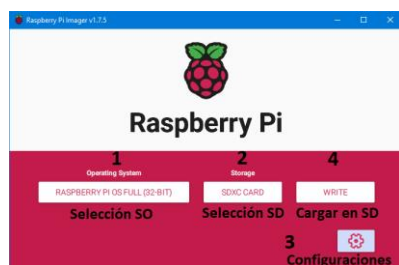 Raspberry Pi Imager v1.7.5
Raspberry Pi
1 2 4
Operating System Storage
RASPBERRY PI OS FULL (32-BIT) SDXC CARD WRITE
Selección SO Selección SD Cargar en SD
3
Configuraciones